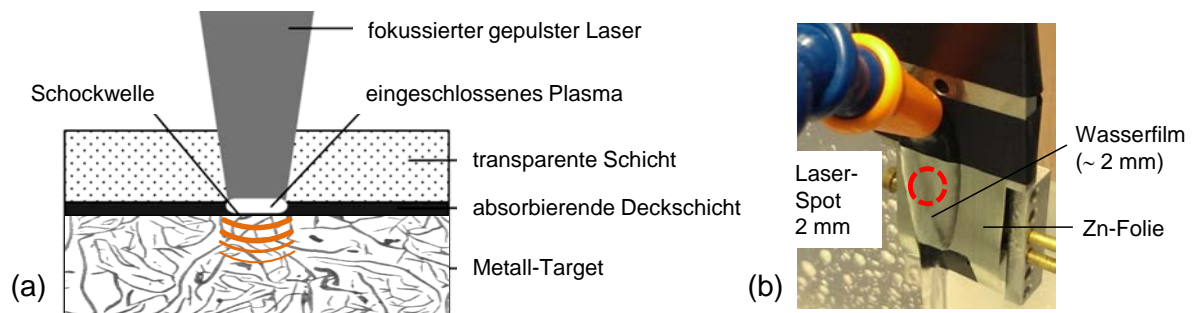 fokussierter gepulster Laser
Schockwelle
eingeschlossenes Plasma
transparente Schicht
absorbierende Deckschicht
Metall-Target
(a)
Wasserfilm
(~ 2 mm)
Laser-
Spot
2 mm
Zn-Folie
(b)